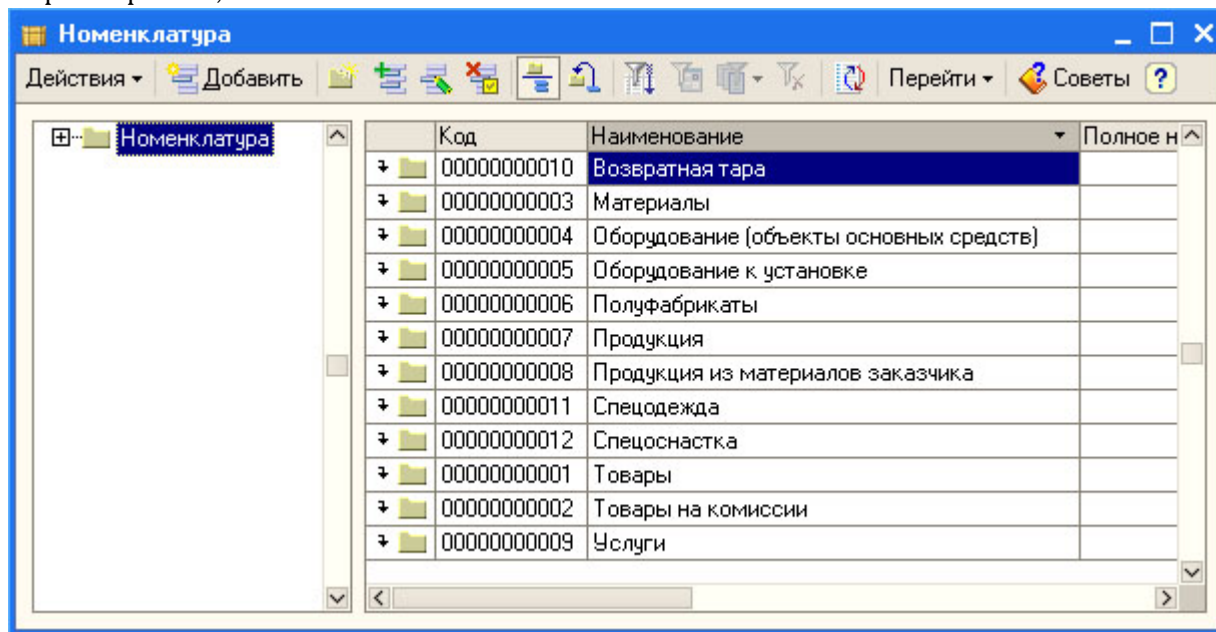 Номенклатура
Действия Добавить Перейти Советы ?
Номенклатура
Код Наименование Полное н
00000000010 Возвратная тара
00000000003 Материалы
00000000004 Оборудование (объекты основных средств)
00000000005 Оборудование к установке
00000000006 Полуфабрикаты
00000000007 Продукция
00000000008 Продукция из материалов заказчика
00000000011 Спецодежда
00000000012 Спецоснастка
00000000001 Товары
00000000002 Товары на комиссии
00000000009 Услуги